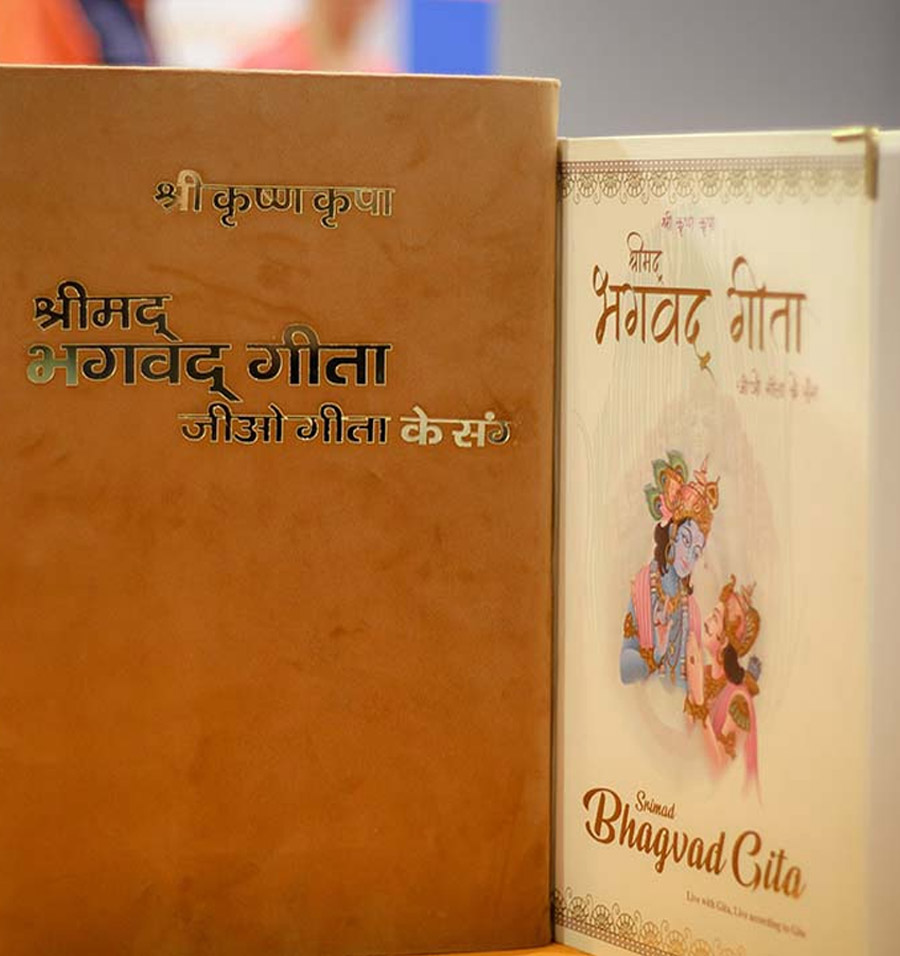 श्री कृष्ण कृपा
श्रीमद्
भगवद् गीता
जीओ गीता के संग
श्री कृष्ण कृपा
श्रीमद्
भगवद् गीता
जीओ गीता के संग
Srimad
Bhagvad Gita
Live with Gita, Live according to Gita